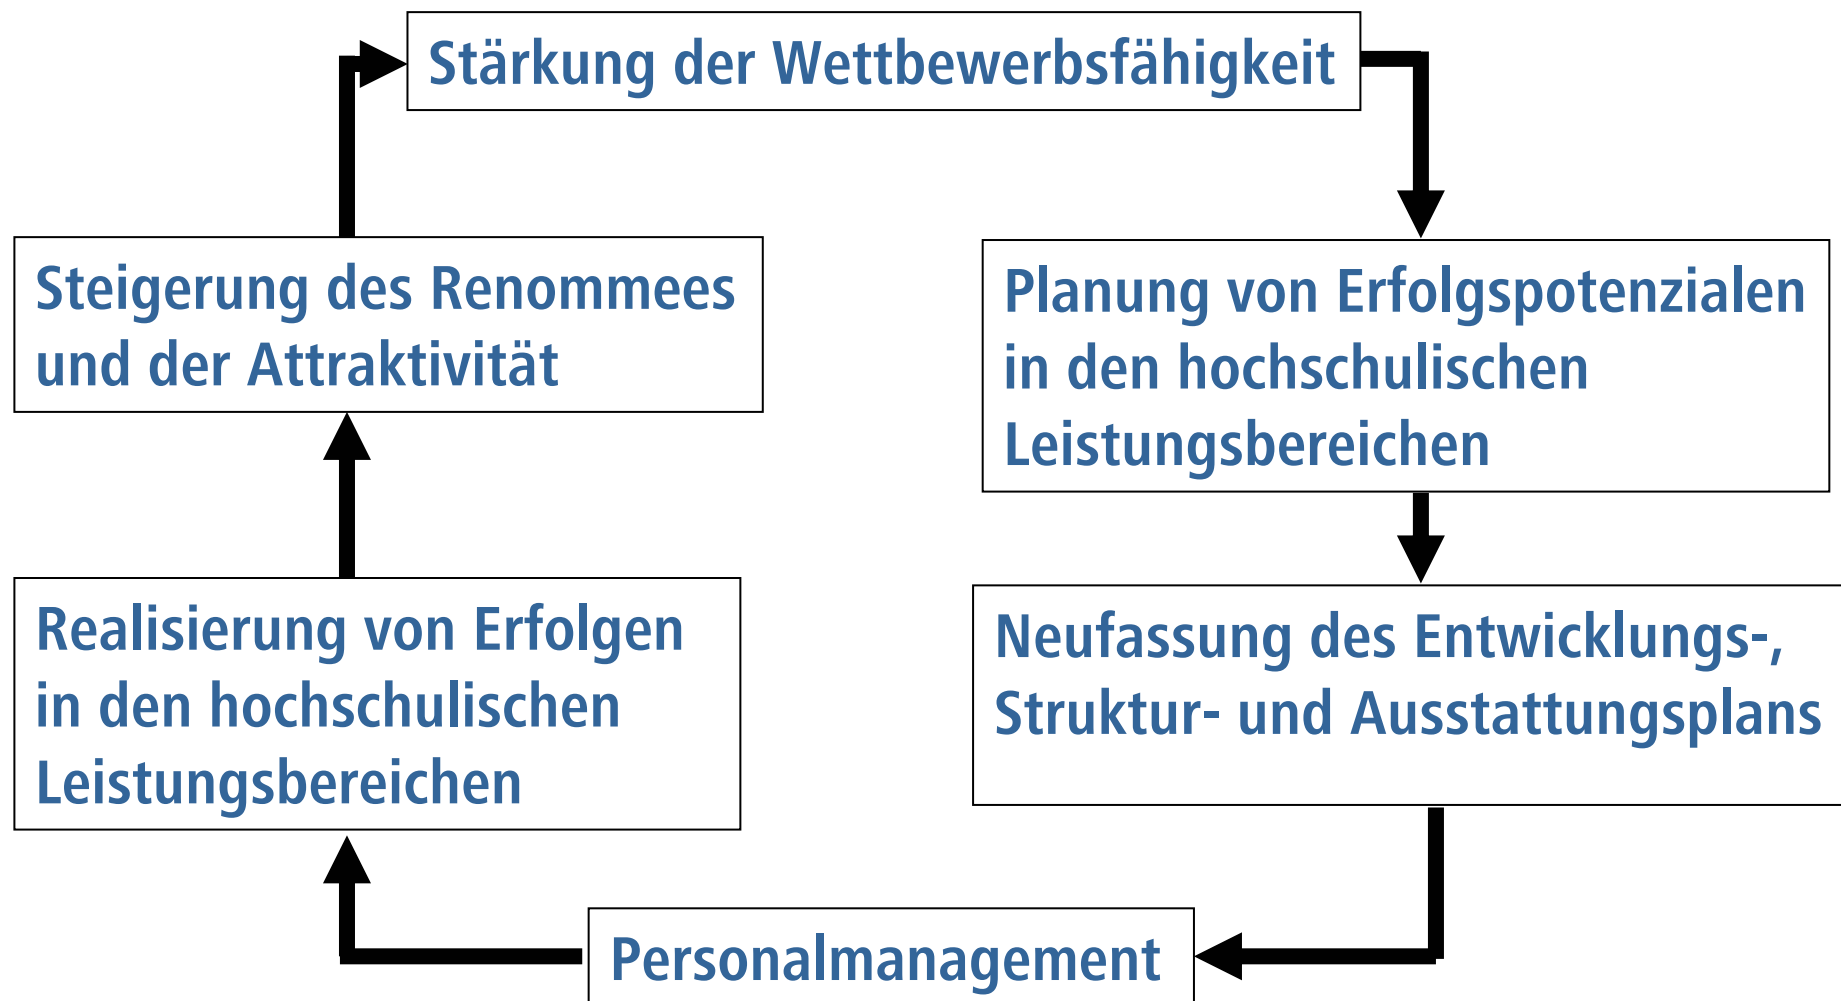 Stärkung der Wettbewerbsfähigkeit
Steigerung des Renommees
und der Attraktivität
Planung von Erfolgspotenzialen
in den hochschulischen
Leistungsbereichen
Realisierung von Erfolgen
in den hochschulischen
Leistungsbereichen
Neufassung des Entwicklungs-,
Struktur- und Ausstattungsplans
Personalmanagement